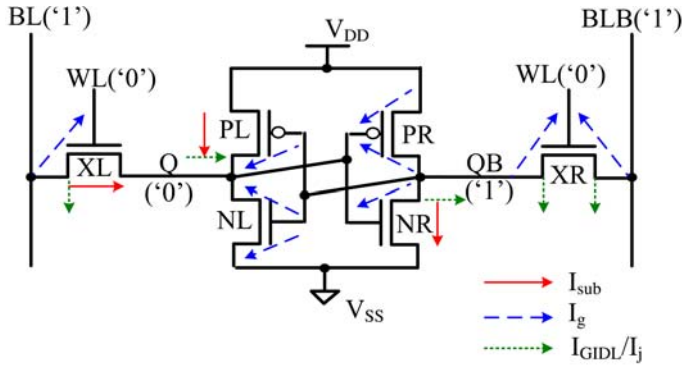 BL(‘1’)
BLB(‘1’)
V_DD
WL(‘0’)
WL(‘0’)
PL
PR
XL
Q
(‘0’)
QB
(‘1’)
XR
NL
NR
V_SS
I_sub
I_g
I_GIDL/I_j